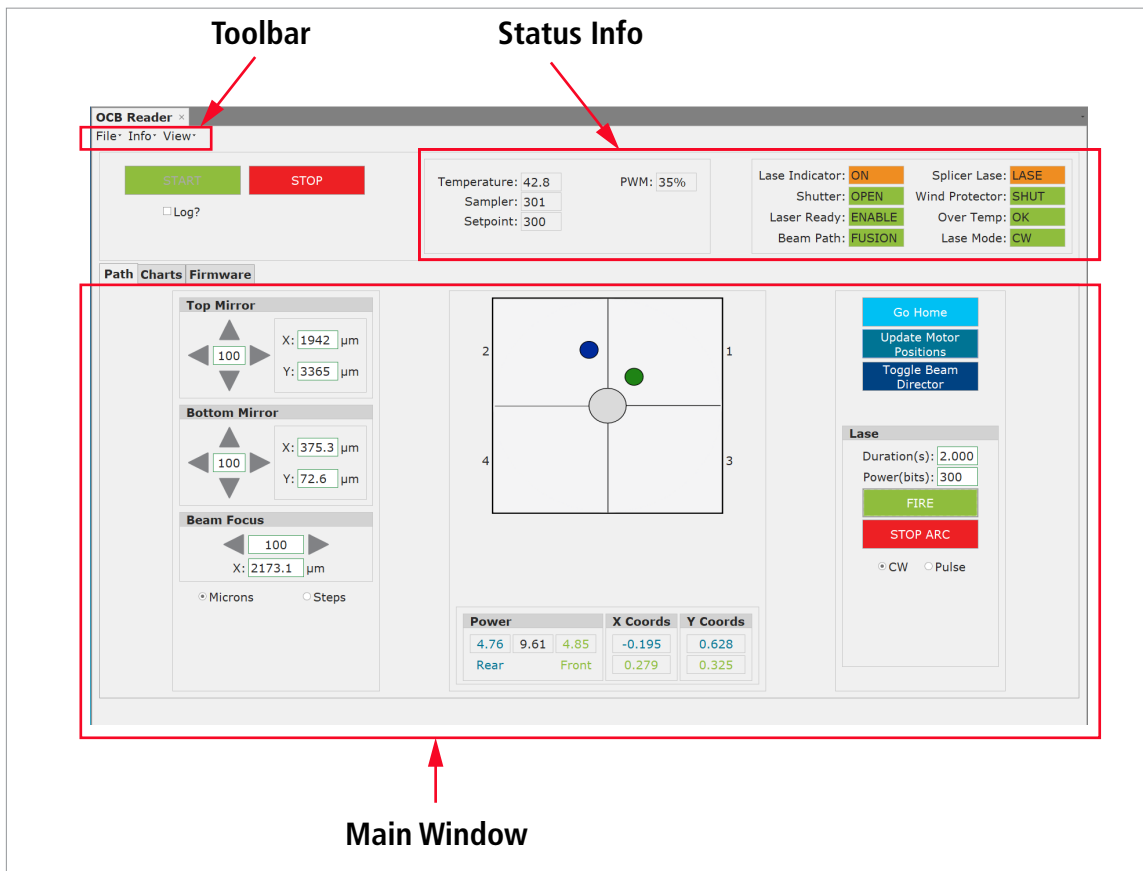 Toolbar
Status Info
OCB Reader ×
File Info View
START
STOP
Log?
Temperature: 42.8
PWM: 35%
Sampler: 301
Setpoint: 300
Lase Indicator: ON
Splicer Lase: LASE
Shutter: OPEN
Wind Protector: SHUT
Laser Ready: ENABLE
Over Temp: OK
Beam Path: FUSION
Lase Mode: CW
Path Charts Firmware
Top Mirror
100
X: 1942 µm
Y: 3365 µm
Bottom Mirror
100
X: 375.3 µm
Y: 72.6 µm
Beam Focus
100
X: 2173.1 µm
Microns Steps
2 1
4 3
Power
4.76 9.61 4.85
Rear Front
X Coords
-0.195
0.279
Y Coords
0.628
0.325
Go Home
Update Motor
Positions
Toggle Beam
Director
Lase
Duration(s): 2.000
Power(bits): 300
FIRE
STOP ARC
CW Pulse
Main Window